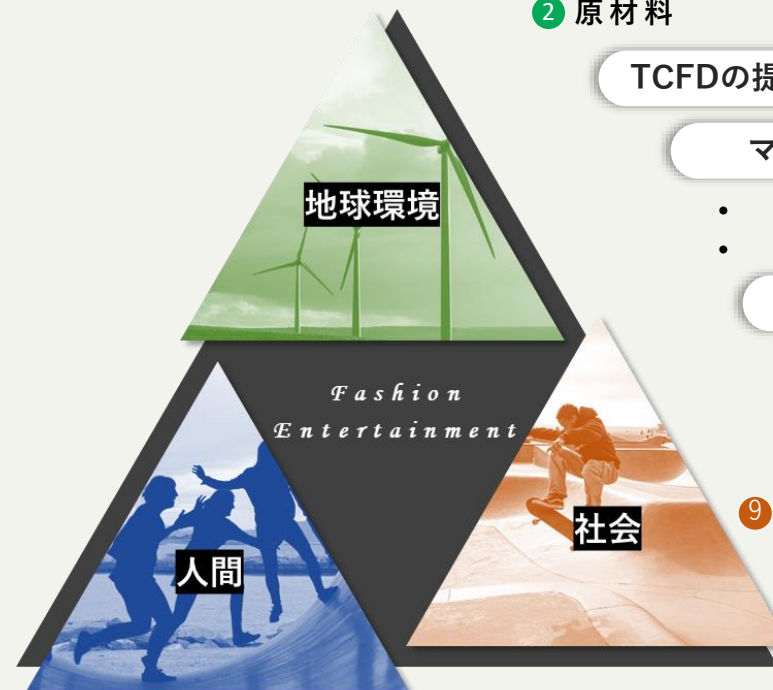 2 原材料
TCFDの提
マ
地球環境
Fashion
Entertainment
9
社会
人間